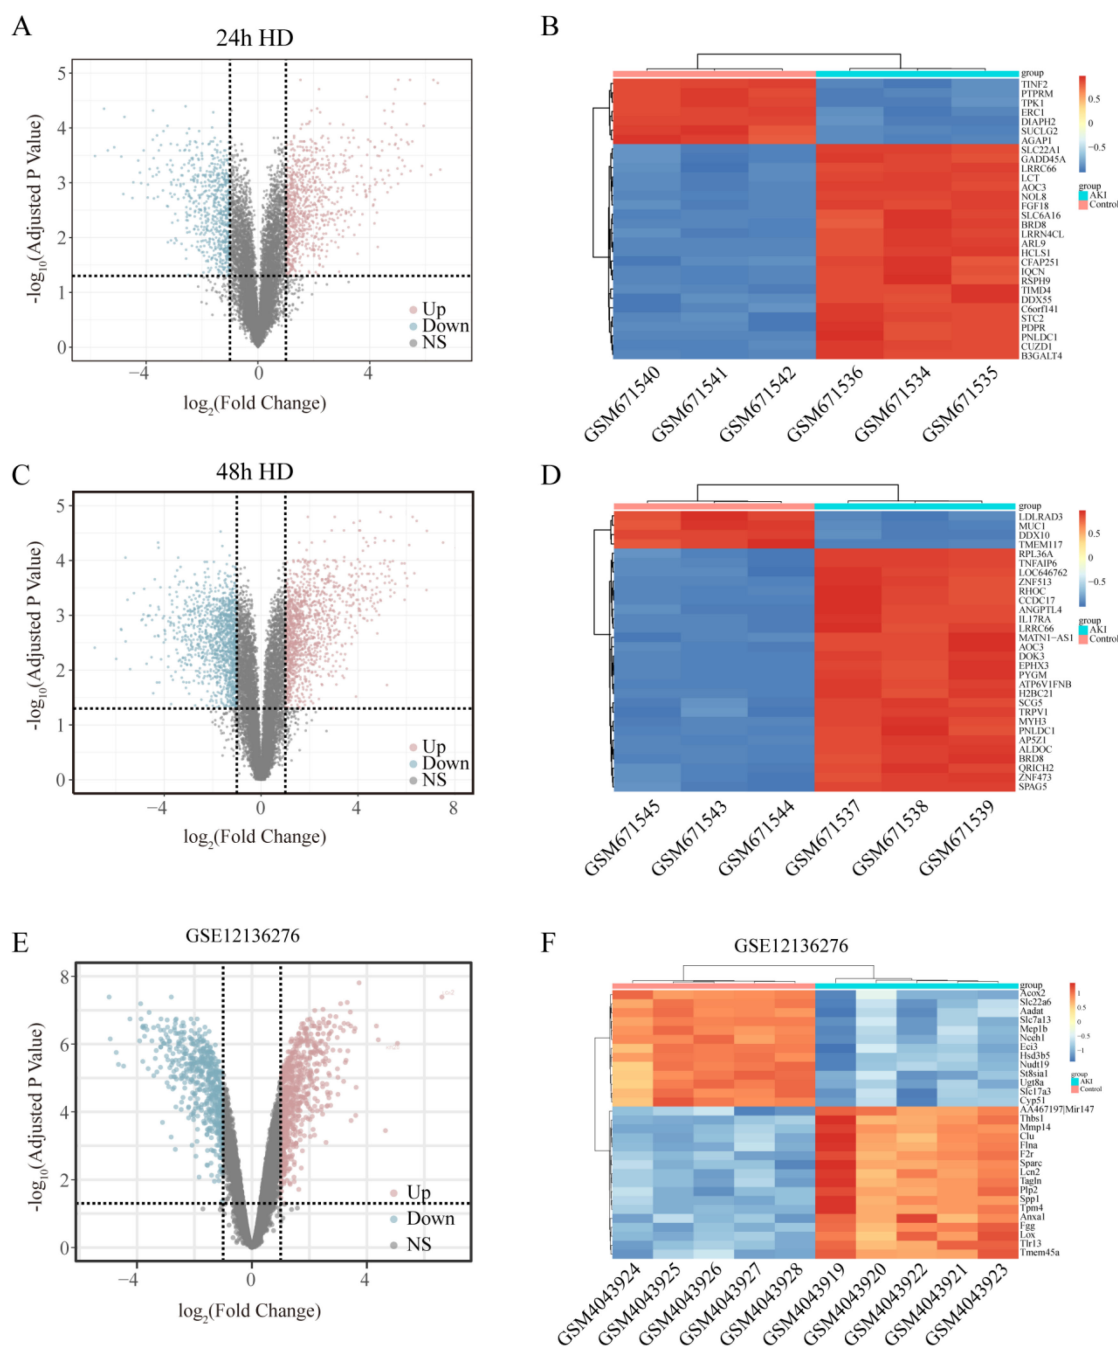 A
24h HD
5
4
3
2
1
0
−4
0
4
-log10(Adjusted P Value)
log2(Fold Change)
Up
Down
NS
B
group
TINF2
PTPRM
TPK1
ERC1
DIAPH2
SUCLG2
AGAP1
SLC22A1
GADD45A
LRRC66
LCT
AOC3
NOL8
FGF18
SLC6A16
BRD8
LRRN4CL
ARL9
HCLS1
CFAP251
IQCN
RSPH9
TIMD4
DDX55
C6orf141
STC2
PDPR
PNLDC1
CUZD1
B3GALT4
0.5
0
−0.5
group
AKI
Control
GSM671540
GSM671541
GSM671542
GSM671536
GSM671534
GSM671535
C
48h HD
5
4
3
2
1
0
−4
0
4
8
-log10(Adjusted P Value)
log2(Fold Change)
Up
Down
NS
D
group
LDLRAD3
MUC1
DDX10
TMEM117
RPL36A
TNFAIP6
LOC646762
ZNF513
RHOC
CCDC17
ANGPTL4
IL17RA
LRRC66
MATN1−AS1
AOC3
DOK3
EPHX3
PYGM
ATP6V1FNB
H2BC21
SCG5
TRPV1
MYH3
PNLDC1
AP5Z1
ALDOC
BRD8
QRICH2
ZNF473
SPAG5
0.5
0
−0.5
group
AKI
Control
GSM671545
GSM671543
GSM671544
GSM671537
GSM671538
GSM671539
E
GSE12136276
8
6
4
2
0
−4
0
4
-log10(Adjusted P Value)
log2(Fold Change)
Up
Down
NS
F
GSE12136276
group
Acox2
Slc22a6
Aadat
Slc7a13
Mep1b
Nceh1
Eci3
Hsd3b5
Nudt19
St8sia1
Ugt8a
Slc17a3
Cyp51
AA467197|Mir147
Thbs1
Mmp14
Clu
Flna
F2r
Sparc
Lcn2
Tagln
Plp2
Spp1
Tpm4
Anxa1
Fgg
Lox
Tlr13
Tmem45a
1
0.5
0
−0.5
−1
group
AKI
Control
GSM4043924
GSM4043925
GSM4043926
GSM4043927
GSM4043928
GSM4043919
GSM4043920
GSM4043922
GSM4043921
GSM4043923